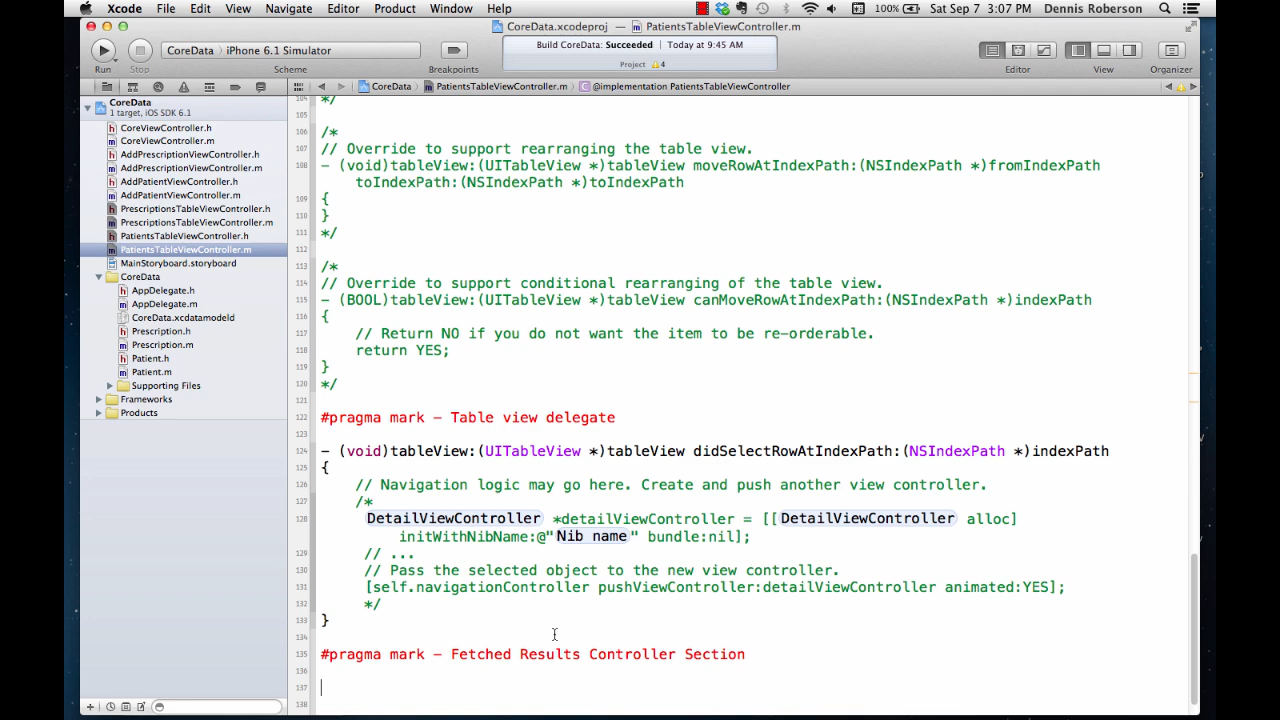 Xcode File Edit View Navigate Editor Product Window Help 100% Sat Sep 7 3:07 PM Dennis Roberson
CoreData.xcodeproj — PatientsTableViewController.m
CoreData iPhone 6.1 Simulator
Build CoreData: Succeeded Today at 9:45 AM
Project 4
Run Stop Scheme Breakpoints Editor View Organizer
CoreData PatientsTableViewController.m @implementation PatientsTableViewController
CoreData
1 target, iOS SDK 6.1
CoreViewController.h
CoreViewController.m
AddPrescriptionViewController.h
AddPrescriptionViewController.m
AddPatientViewController.h
AddPatientViewController.m
PrescriptionsTableViewController.h
PrescriptionsTableViewController.m
PatientsTableViewController.h
PatientsTableViewController.m
MainStoryboard.storyboard
CoreData
AppDelegate.h
AppDelegate.m
CoreData.xcdatamodeld
Prescription.h
Prescription.m
Patient.h
Patient.m
Supporting Files
Frameworks
Products
104 */
105
106 /*
107 // Override to support rearranging the table view.
108 - (void)tableView:(UITableView *)tableView moveRowAtIndexPath:(NSIndexPath *)fromIndexPath
toIndexPath:(NSIndexPath *)toIndexPath
109 {
110 }
111 */
112
113 /*
114 // Override to support conditional rearranging of the table view.
115 - (BOOL)tableView:(UITableView *)tableView canMoveRowAtIndexPath:(NSIndexPath *)indexPath
116 {
117 // Return NO if you do not want the item to be re-orderable.
118 return YES;
119 }
120 */
121
122 #pragma mark - Table view delegate
123
124 - (void)tableView:(UITableView *)tableView didSelectRowAtIndexPath:(NSIndexPath *)indexPath
125 {
126 // Navigation logic may go here. Create and push another view controller.
127 /*
128 DetailViewController *detailViewController = [[DetailViewController alloc]
initWithNibName:@"Nib name" bundle:nil];
129 // ...
130 // Pass the selected object to the new view controller.
131 [self.navigationController pushViewController:detailViewController animated:YES];
132 */
133 }
134
135 #pragma mark - Fetched Results Controller Section
136
137
138